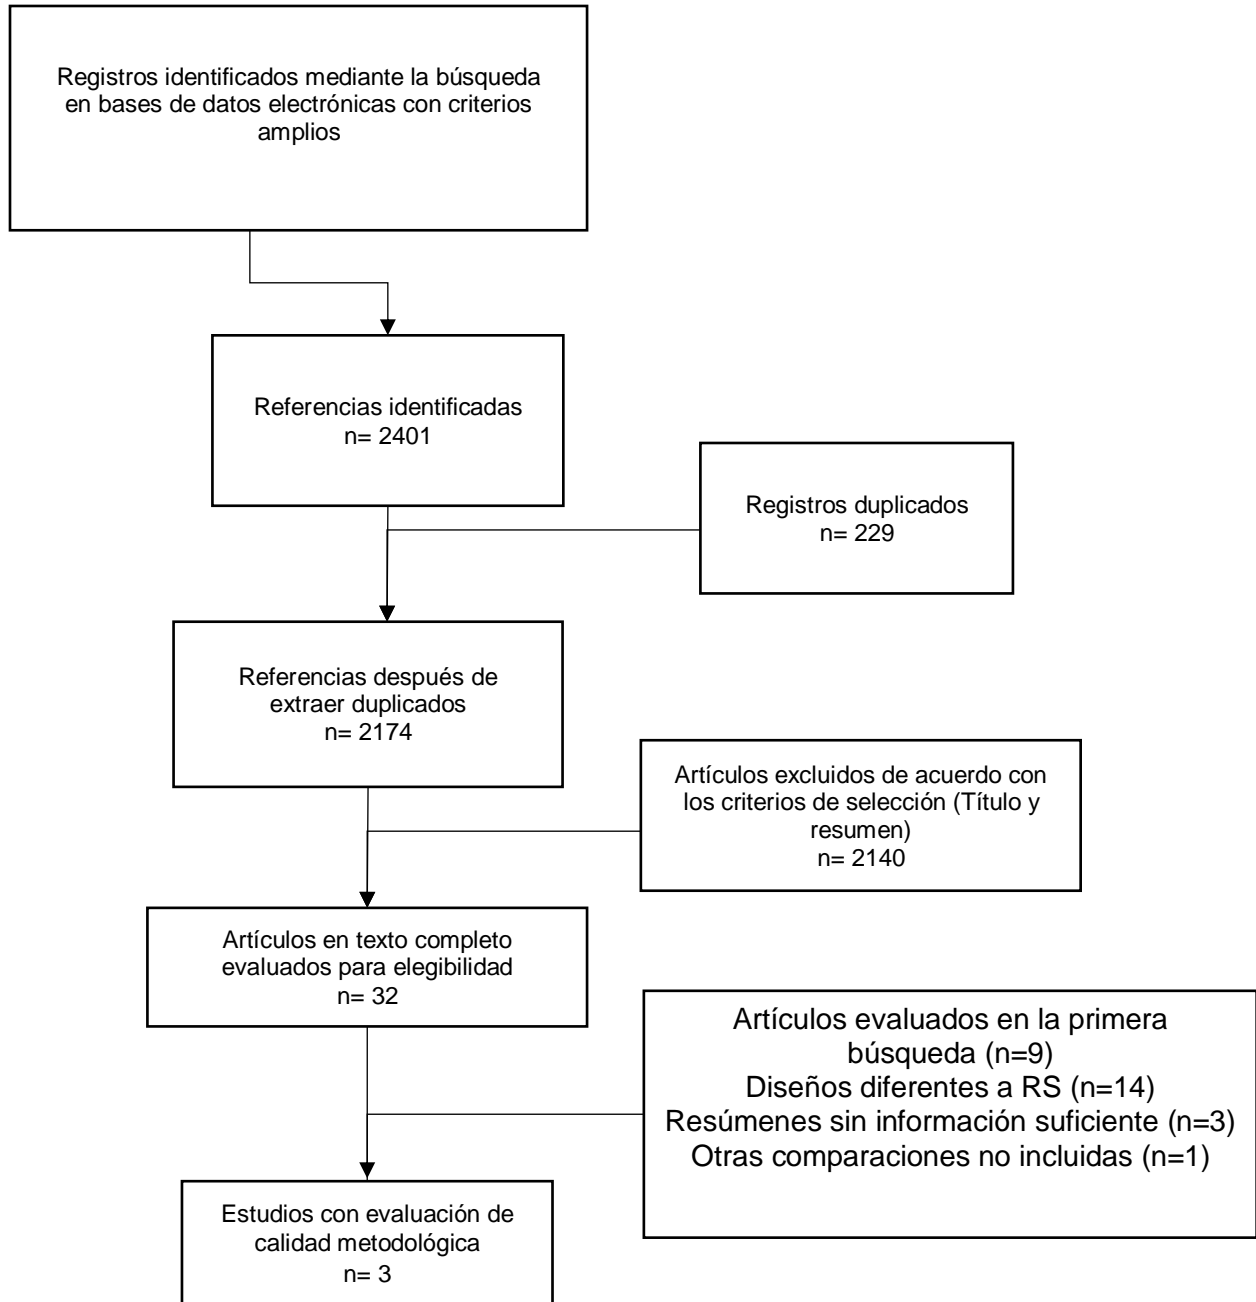 Registros identificados mediante la búsqueda
en bases de datos electrónicas con criterios
amplios
Referencias identificadas
n= 2401
Registros duplicados
n= 229
Referencias después de
extraer duplicados
n= 2174
Artículos excluidos de acuerdo con
los criterios de selección (Título y
resumen)
n= 2140
Artículos en texto completo
evaluados para elegibilidad
n= 32
Artículos evaluados en la primera
búsqueda (n=9)
Diseños diferentes a RS (n=14)
Resúmenes sin información suficiente (n=3)
Otras comparaciones no incluidas (n=1)
Estudios con evaluación de
calidad metodológica
n= 3